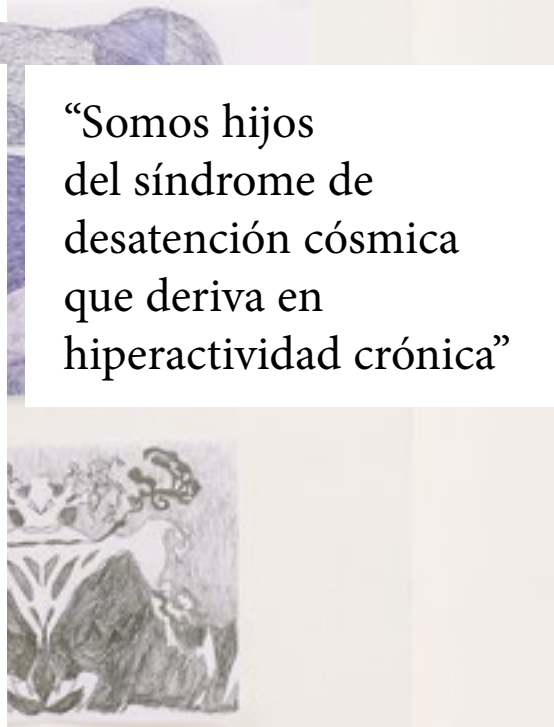 “Somos hijos
del síndrome de
desatención cósmica
que deriva en
hiperactividad crónica”